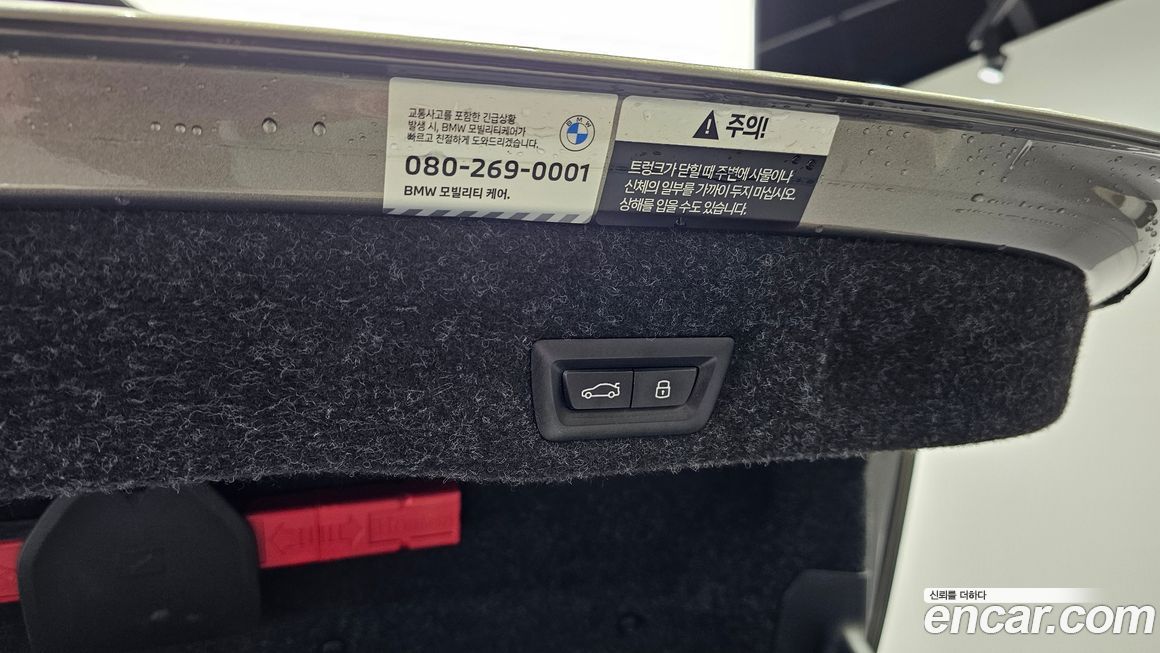 교통사고를 포함한 긴급상황
발생 시, BMW 모빌리티케어가
빠르고 친절하게 도와드리겠습니다.
080-269-0001
BMW 모빌리티 케어.
BMW
주의!
트렁크가 닫힐 때 주변에 사물이나
신체의 일부를 가까이 두지 마십시오.
상해를 입을 수도 있습니다.
신뢰를 더하다
encar.com